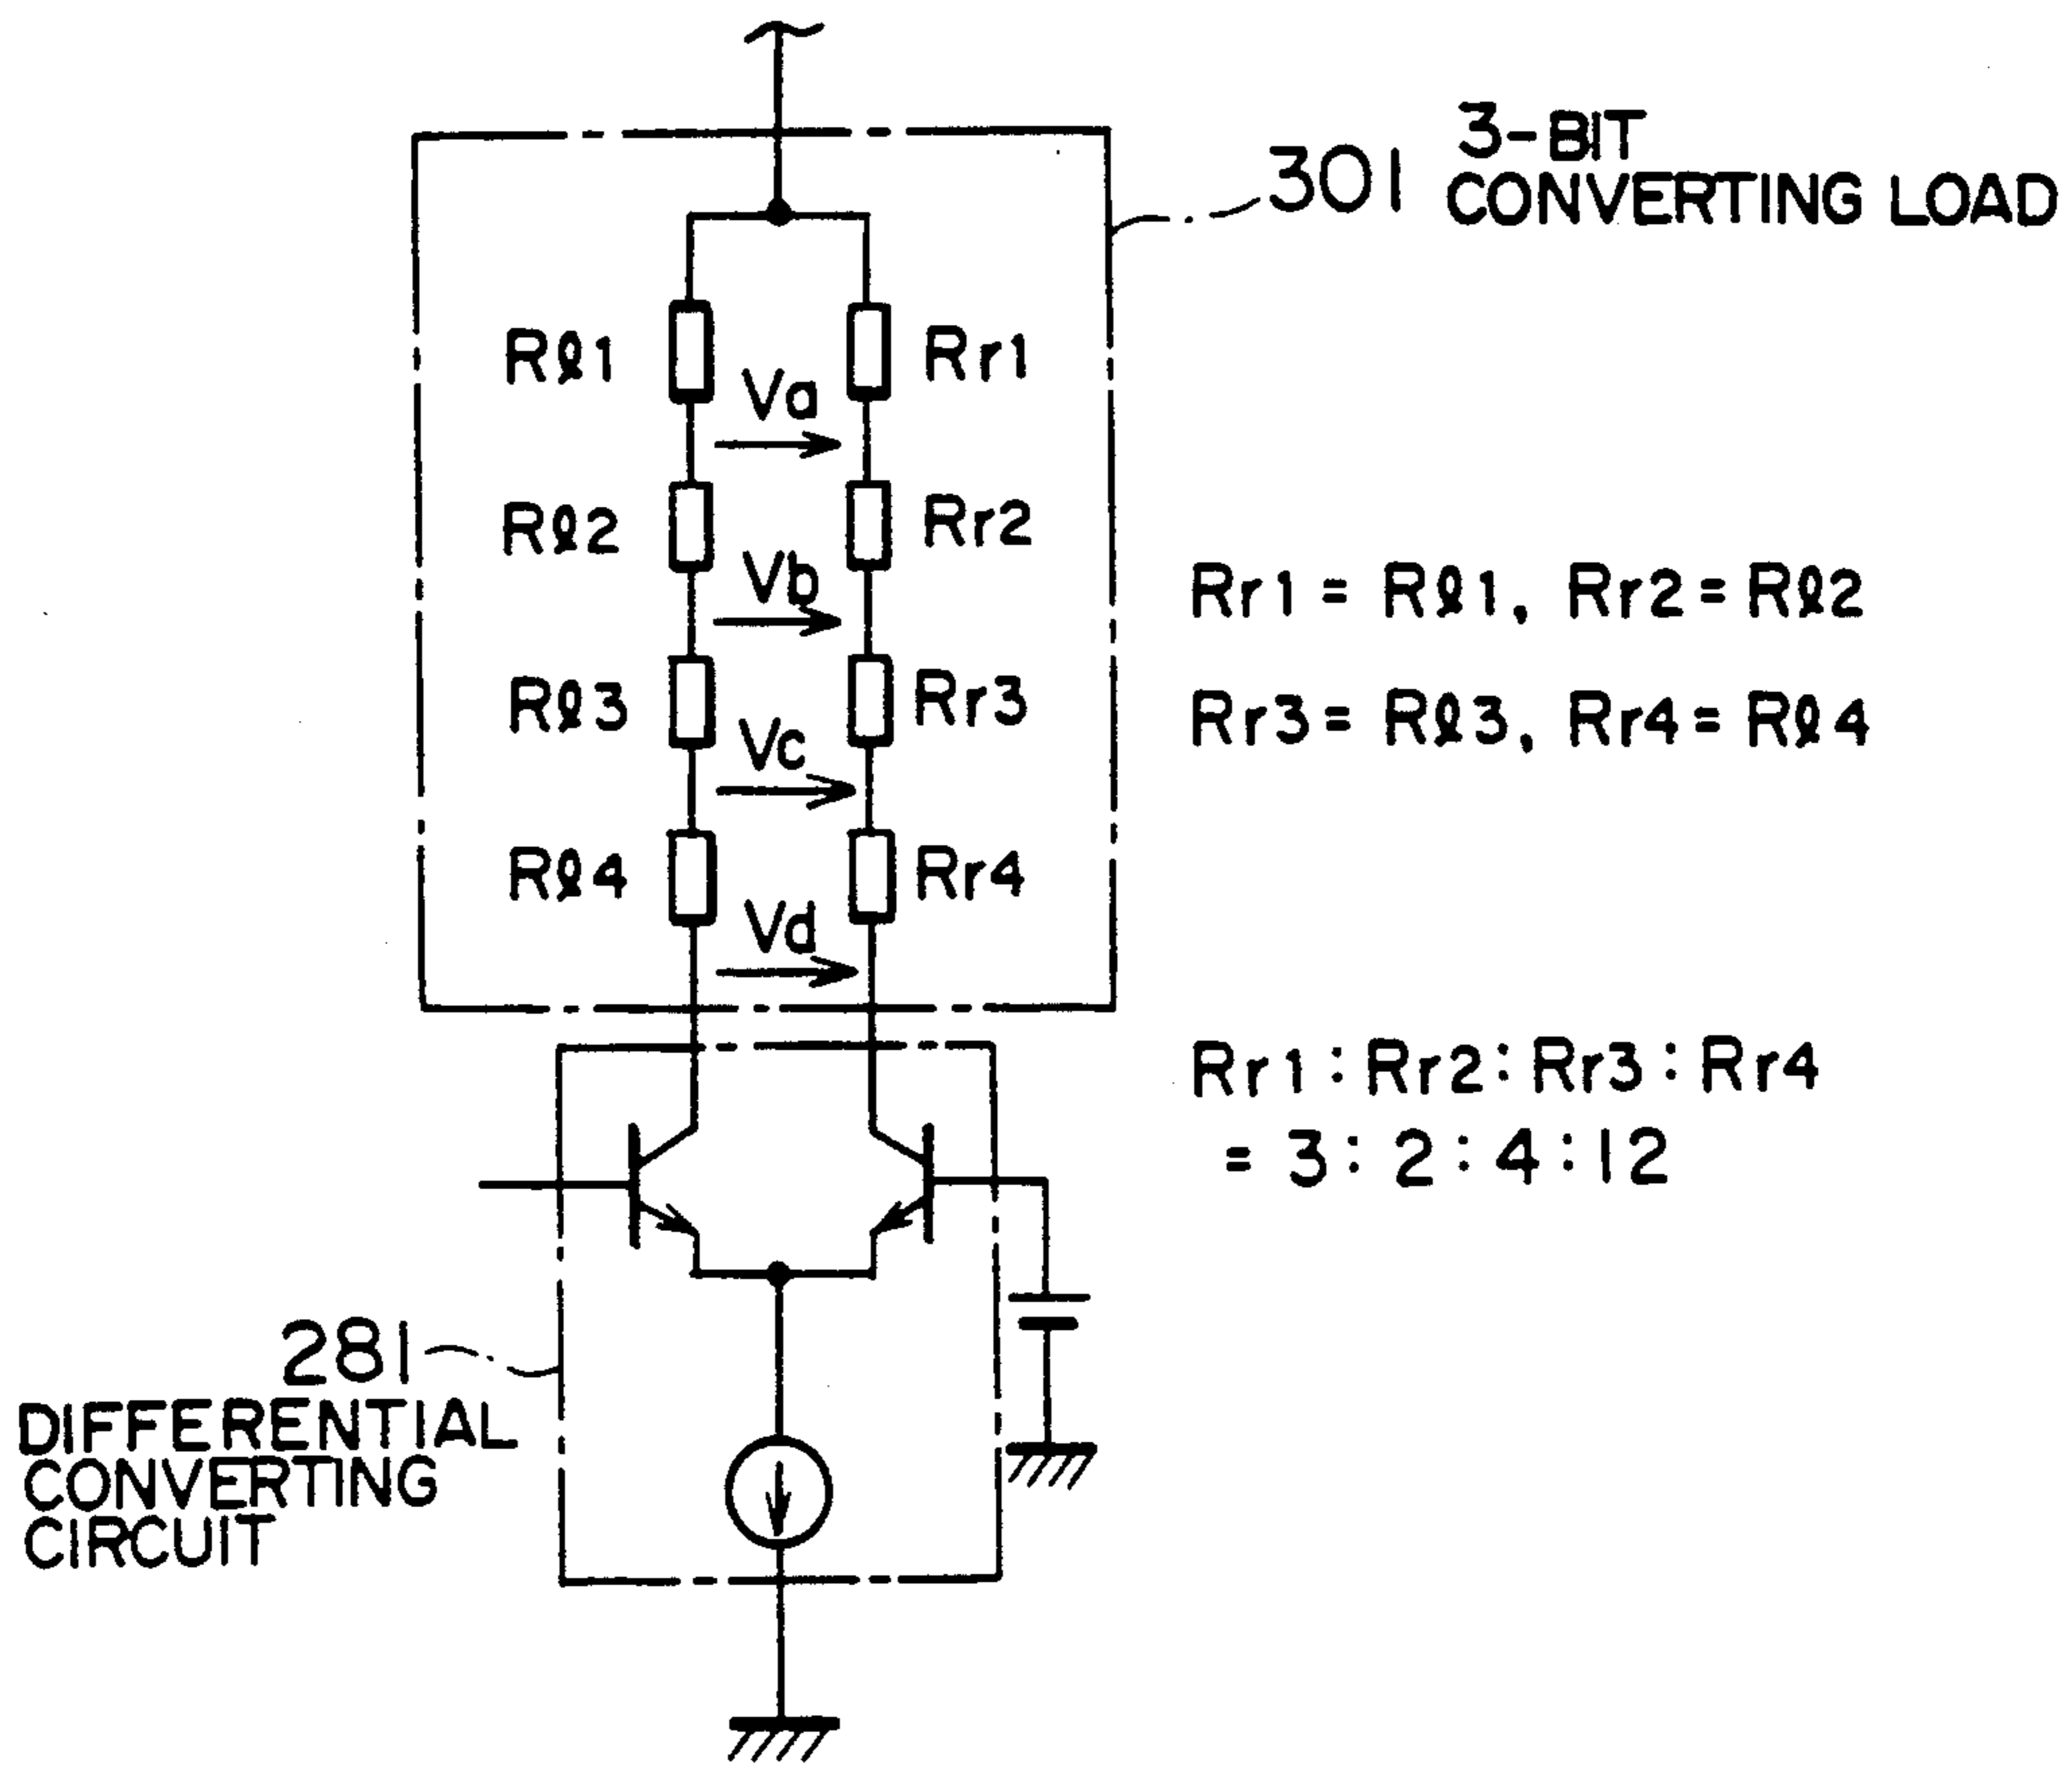 301
3-BIT
CONVERTING LOAD
Rℓ1
Rr1
Va
Rℓ2
Rr2
Vb
Rr1 = Rℓ1, Rr2 = Rℓ2
Rℓ3
Rr3
Rr3 = Rℓ3, Rr4 = Rℓ4
Vc
Rℓ4
Rr4
Vd
Rr1 : Rr2 : Rr3 : Rr4
= 3 : 2 : 4 : 12
281
DIFFERENTIAL
CONVERTING
CIRCUIT